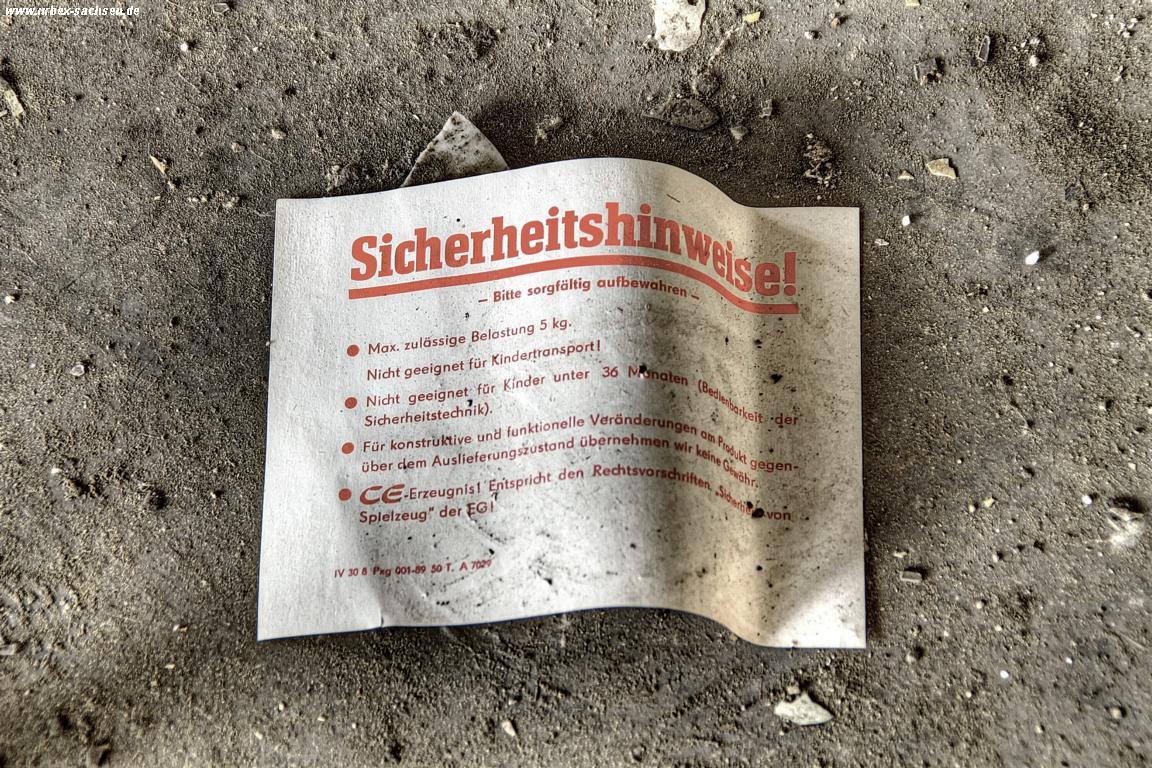 www.urbex-sachsen.de
Sicherheitshinweise!
– Bitte sorgfältig aufbewahren –
● Max. zulässige Belastung 5 kg.
Nicht geeignet für Kindertransport!
● Nicht geeignet für Kinder unter 36 Monaten (Bedienbarkeit der
Sicherheitstechnik).
● Für konstruktive und funktionelle Veränderungen am Produkt gegen-
über dem Auslieferungszustand übernehmen wir keine Gewähr.
● CE-Erzeugnis! Entspricht den Rechtsvorschriften „Sicherheit von
Spielzeug" der EG!
IV 30 8 Pxg 001-89 50 T. A 7029